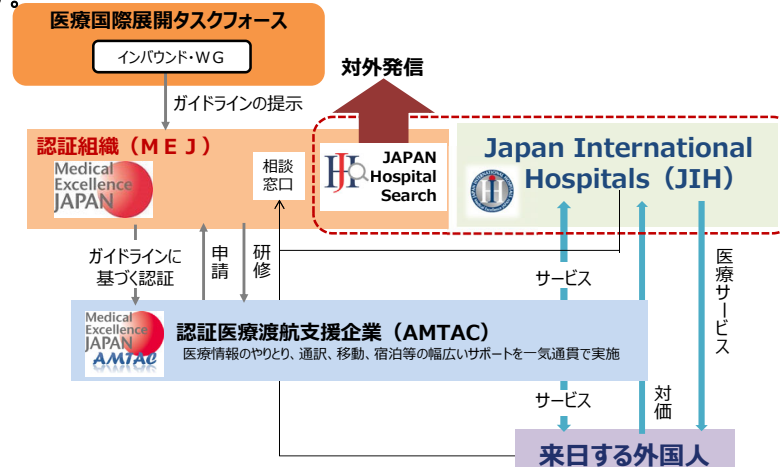 す。
医療国際展開タスクフォース
インバウンド・WG
ガイドラインの提示
対外発信
認証組織（ＭＥＪ）
Medical
Excellence
JAPAN
相談
窓口
JAPAN
Hospital
Search
Japan International
Hospitals（JIH）
ガイドラインに
基づく認証
申請
研修
サービス
医療サービス
Medical
Excellence
JAPAN
AMTAC
認証医療渡航支援企業（AMTAC）
医療情報のやりとり、通訳、移動、宿泊等の幅広いサポートを一気通貫で実施
サービス
対価
来日する外国人